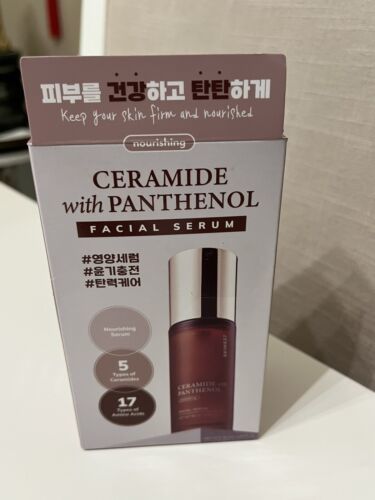 피부를 건강하고 탄탄하게
Keep your skin firm and nourished
nourishing
CERAMIDE
with PANTHENOL
FACIAL SERUM
#영양세럼
#윤기충전
#탄력케어
Nourishing
Serum
5
Types of
Ceramides
17
Types of
Amino Acids
CERAMIDE with
PANTHENOL